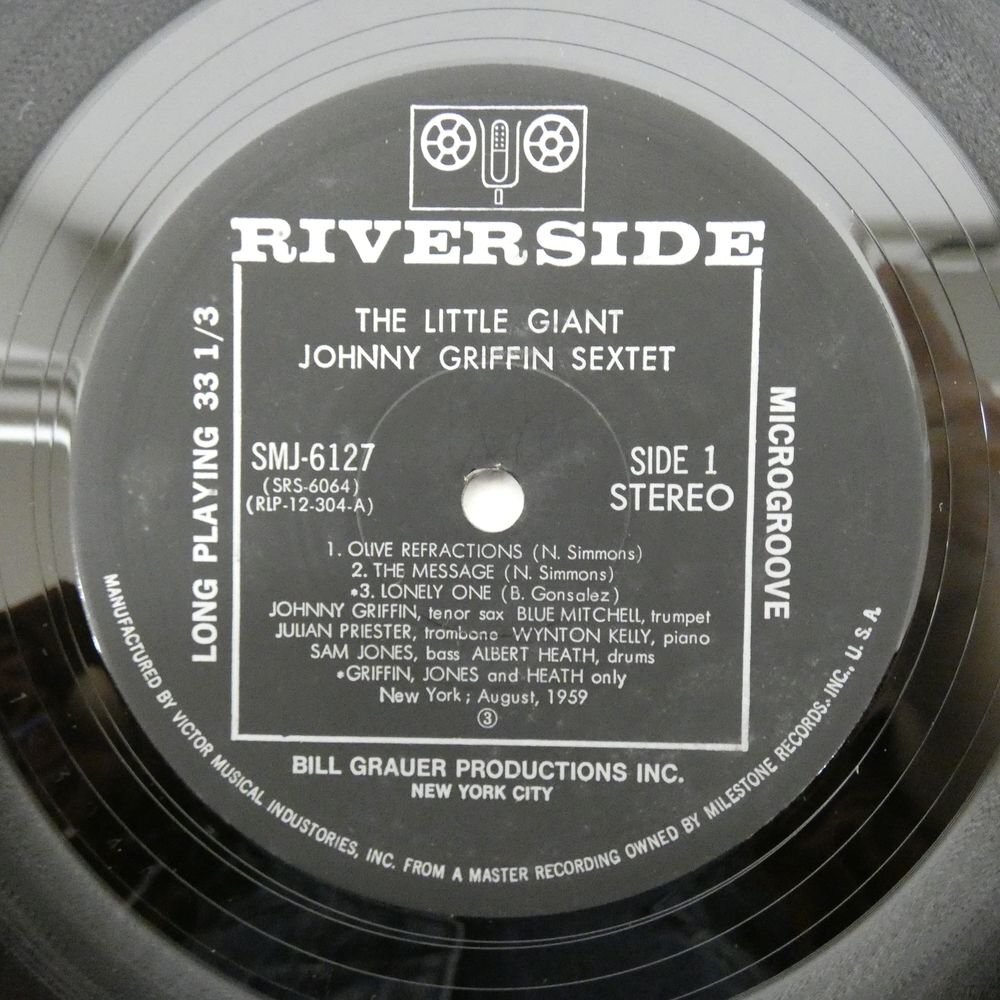 RIVERSIDE
THE LITTLE GIANT
JOHNNY GRIFFIN SEXTET
LONG PLAYING 33 1/3
MICROGROOVE
SMJ-6127
(SRS-6064)
(RLP-12-304-A)
SIDE 1
STEREO
1. OLIVE REFRACTIONS (N. Simmons)
2. THE MESSAGE (N. Simmons)
*3. LONELY ONE (B. Gonsalez)
JOHNNY GRIFFIN, tenor sax BLUE MITCHELL, trumpet
JULIAN PRIESTER, trombone WYNTON KELLY, piano
SAM JONES, bass ALBERT HEATH, drums
*GRIFFIN, JONES and HEATH only
New York; August, 1959
③
BILL GRAUER PRODUCTIONS INC.
NEW YORK CITY
MANUFACTURED BY VICTOR MUSICAL INDUSTORIES, INC. FROM A MASTER RECORDING OWNED BY MILESTONE RECORDS. INC., U. S. A.